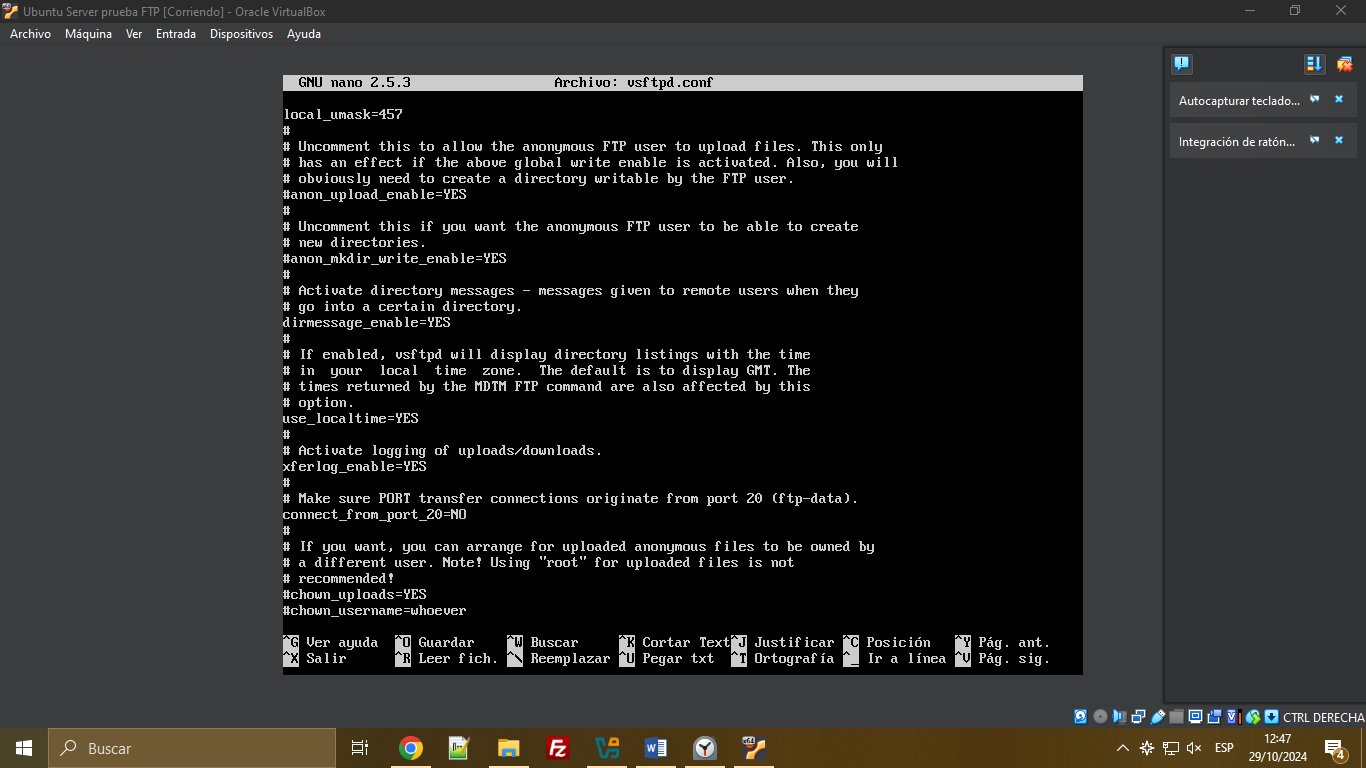 Ubuntu Server prueba FTP [Corriendo] - Oracle VirtualBox
Archivo Máquina Ver Entrada Dispositivos Ayuda
GNU nano 2.5.3 Archivo: vsftpd.conf
local_umask=457
#
# Uncomment this to allow the anonymous FTP user to upload files. This only
# has an effect if the above global write enable is activated. Also, you will
# obviously need to create a directory writable by the FTP user.
#anon_upload_enable=YES
#
# Uncomment this if you want the anonymous FTP user to be able to create
# new directories.
#anon_mkdir_write_enable=YES
#
# Activate directory messages - messages given to remote users when they
# go into a certain directory.
dirmessage_enable=YES
#
# If enabled, vsftpd will display directory listings with the time
# in  your  local  time  zone.  The default is to display GMT. The
# times returned by the MDTM FTP command are also affected by this
# option.
use_localtime=YES
#
# Activate logging of uploads/downloads.
xferlog_enable=YES
#
# Make sure PORT transfer connections originate from port 20 (ftp-data).
connect_from_port_20=NO
#
# If you want, you can arrange for uploaded anonymous files to be owned by
# a different user. Note! Using "root" for uploaded files is not
# recommended!
#chown_uploads=YES
#chown_username=whoever
^G Ver ayuda ^O Guardar ^W Buscar ^K Cortar Text ^J Justificar ^C Posición ^Y Pág. ant.
^X Salir ^R Leer fich. ^\ Reemplazar ^U Pegar txt ^T Ortografía ^_ Ir a línea ^V Pág. sig.
Autocapturar teclado...
Integración de ratón...
CTRL DERECHA
Buscar
ESP
12:47
29/10/2024
4